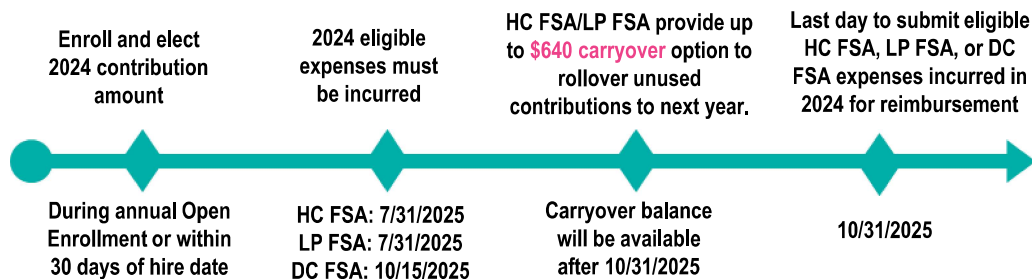 Enroll and elect
2024 contribution
amount
2024 eligible
expenses must
be incurred
HC FSA/LP FSA provide up
to $640 carryover option to
rollover unused
contributions to next year.
Last day to submit eligible
HC FSA, LP FSA, or DC
FSA expenses incurred in
2024 for reimbursement
During annual Open
Enrollment or within
30 days of hire date
HC FSA: 7/31/2025
LP FSA: 7/31/2025
DC FSA: 10/15/2025
Carryover balance
will be available
after 10/31/2025
10/31/2025